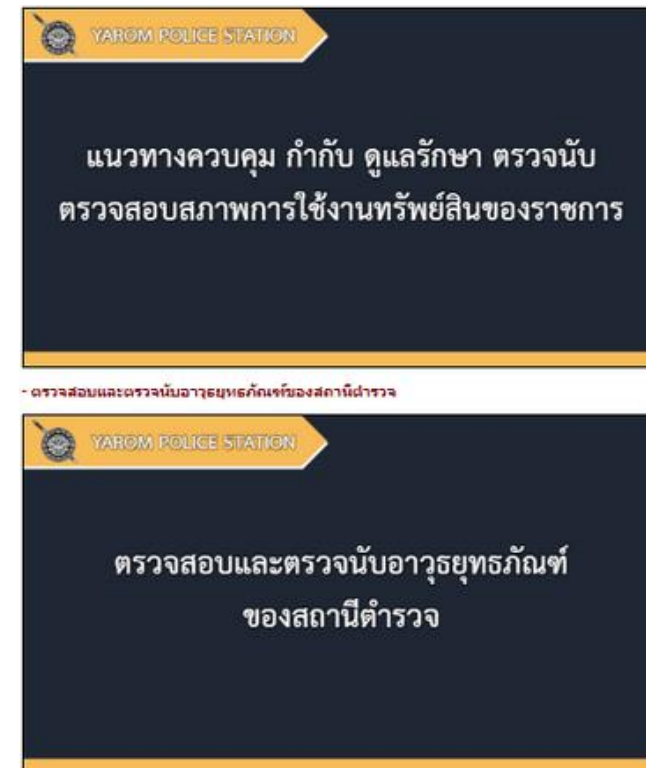 YAROM POLICE STATION
แนวทางควบคุม กำกับ ดูแลรักษา ตรวจนับ
ตรวจสอบสภาพการใช้งานทรัพย์สินของราชการ
- ตรวจสอบและตรวจนับอาวุธยุทธภัณฑ์ของสถานีตำรวจ
YAROM POLICE STATION
ตรวจสอบและตรวจนับอาวุธยุทธภัณฑ์
ของสถานีตำรวจ